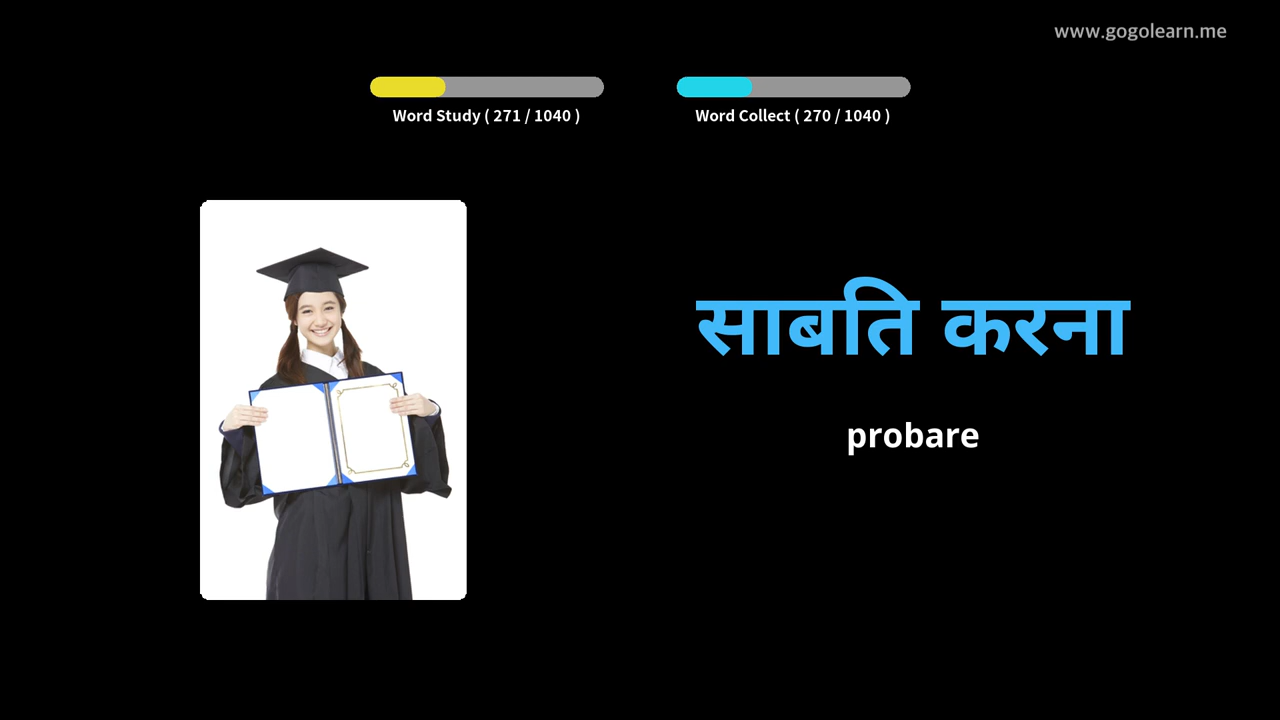 www.gogolearn.me
Word Study ( 271 / 1040 )
Word Collect ( 270 / 1040 )
साबति करना
probare